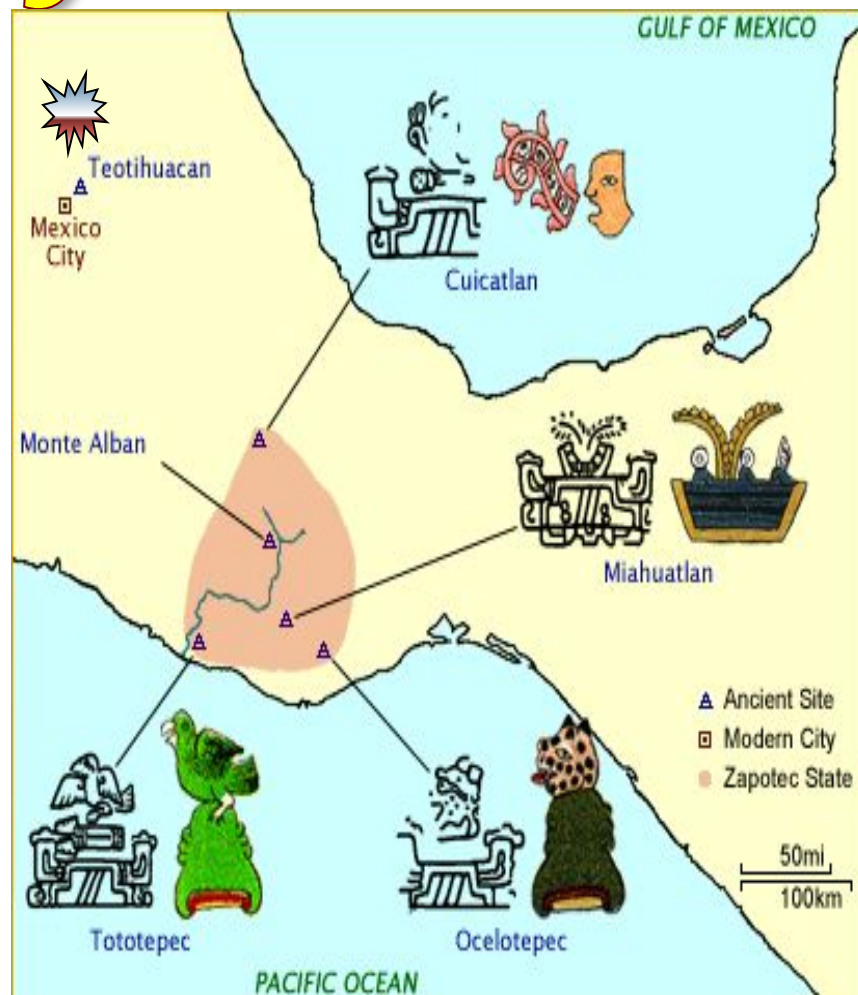 GULF OF MEXICO
Teotihuacan
Mexico
City
Cuicatlan
Monte Alban
Miahuatlan
Ancient Site
Modern City
Zapotec State
50mi
100km
Tototepec
Ocelotepec
PACIFIC OCEAN